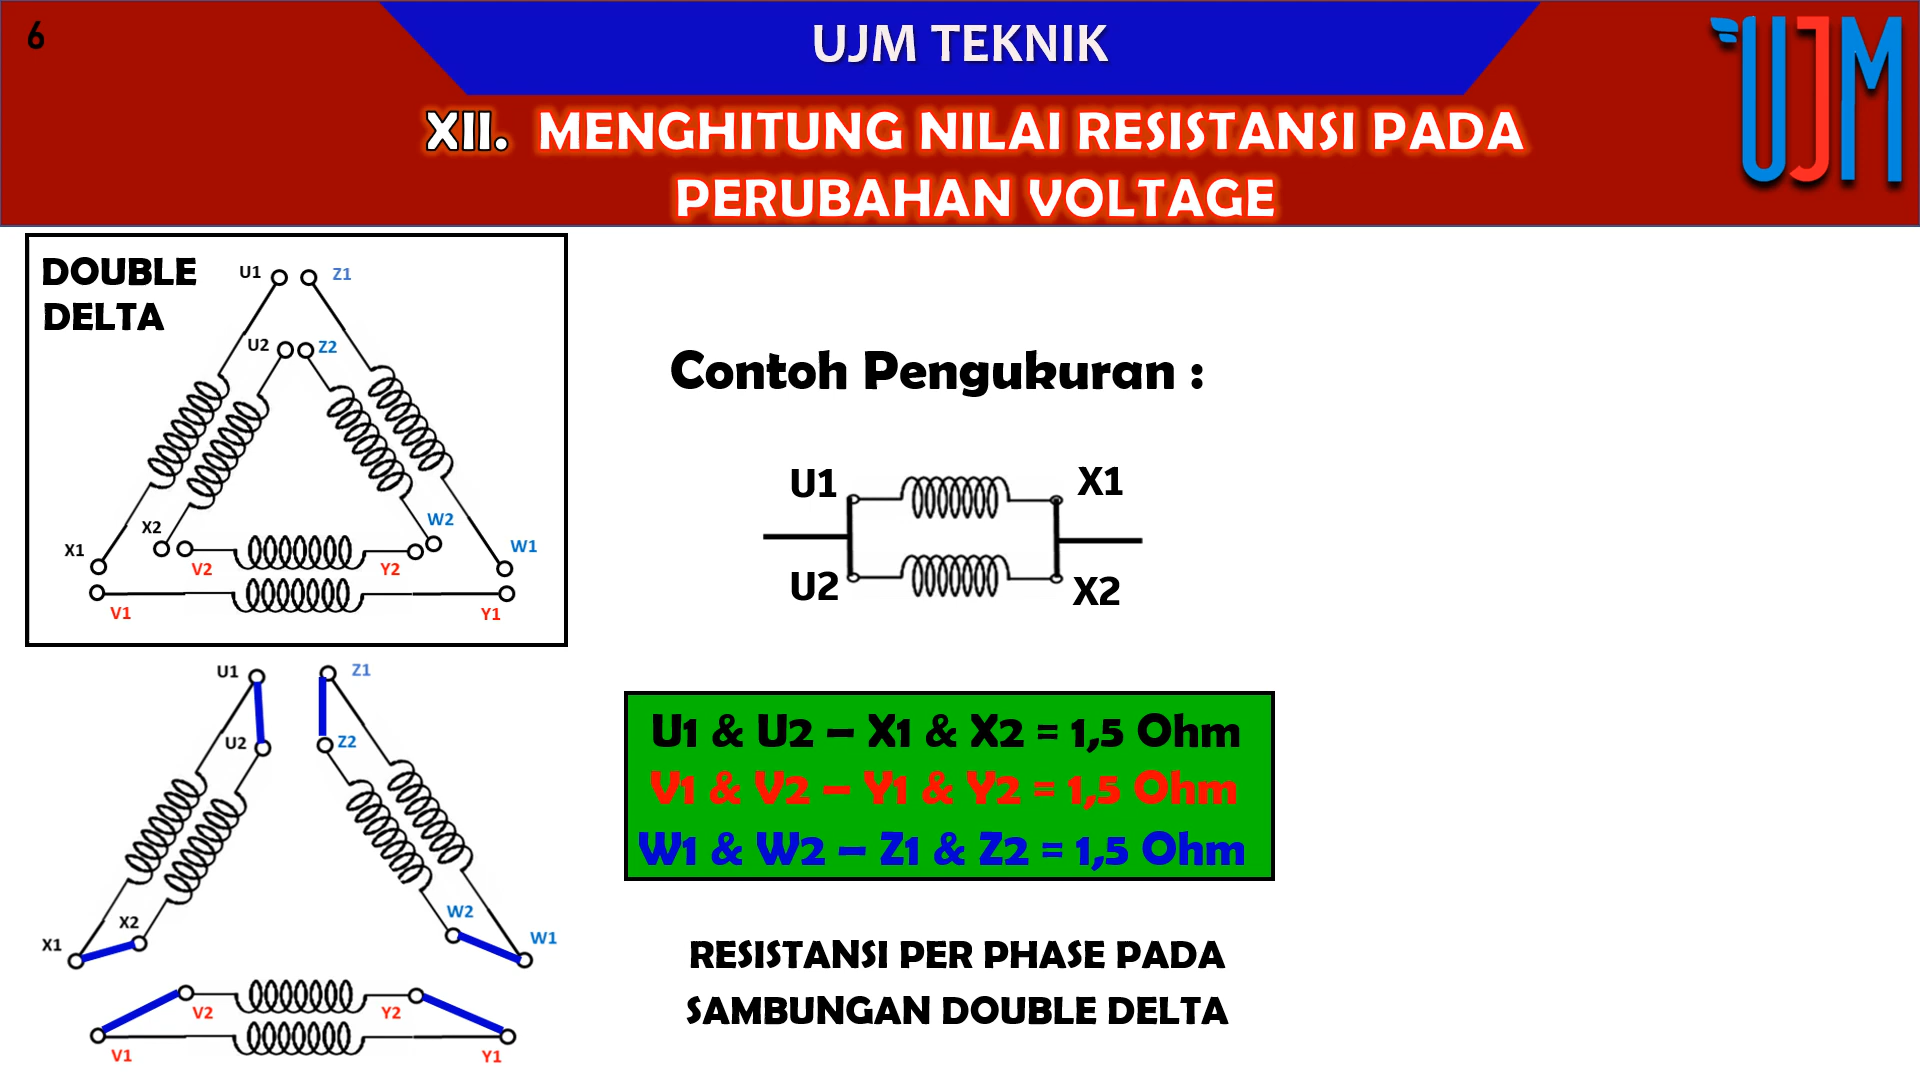 6
UJM TEKNIK
UJM
XII. MENGHITUNG NILAI RESISTANSI PADA
PERUBAHAN VOLTAGE
DOUBLE
DELTA
U1
Z1
U2
Z2
X1
X2
W2
W1
V2
Y2
V1
Y1
Contoh Pengukuran :
U1
X1
U2
X2
U1
Z1
U2
Z2
X1
X2
W2
W1
V2
Y2
V1
Y1
U1 & U2 – X1 & X2 = 1,5 Ohm
V1 & V2 – Y1 & Y2 = 1,5 Ohm
W1 & W2 – Z1 & Z2 = 1,5 Ohm
RESISTANSI PER PHASE PADA
SAMBUNGAN DOUBLE DELTA